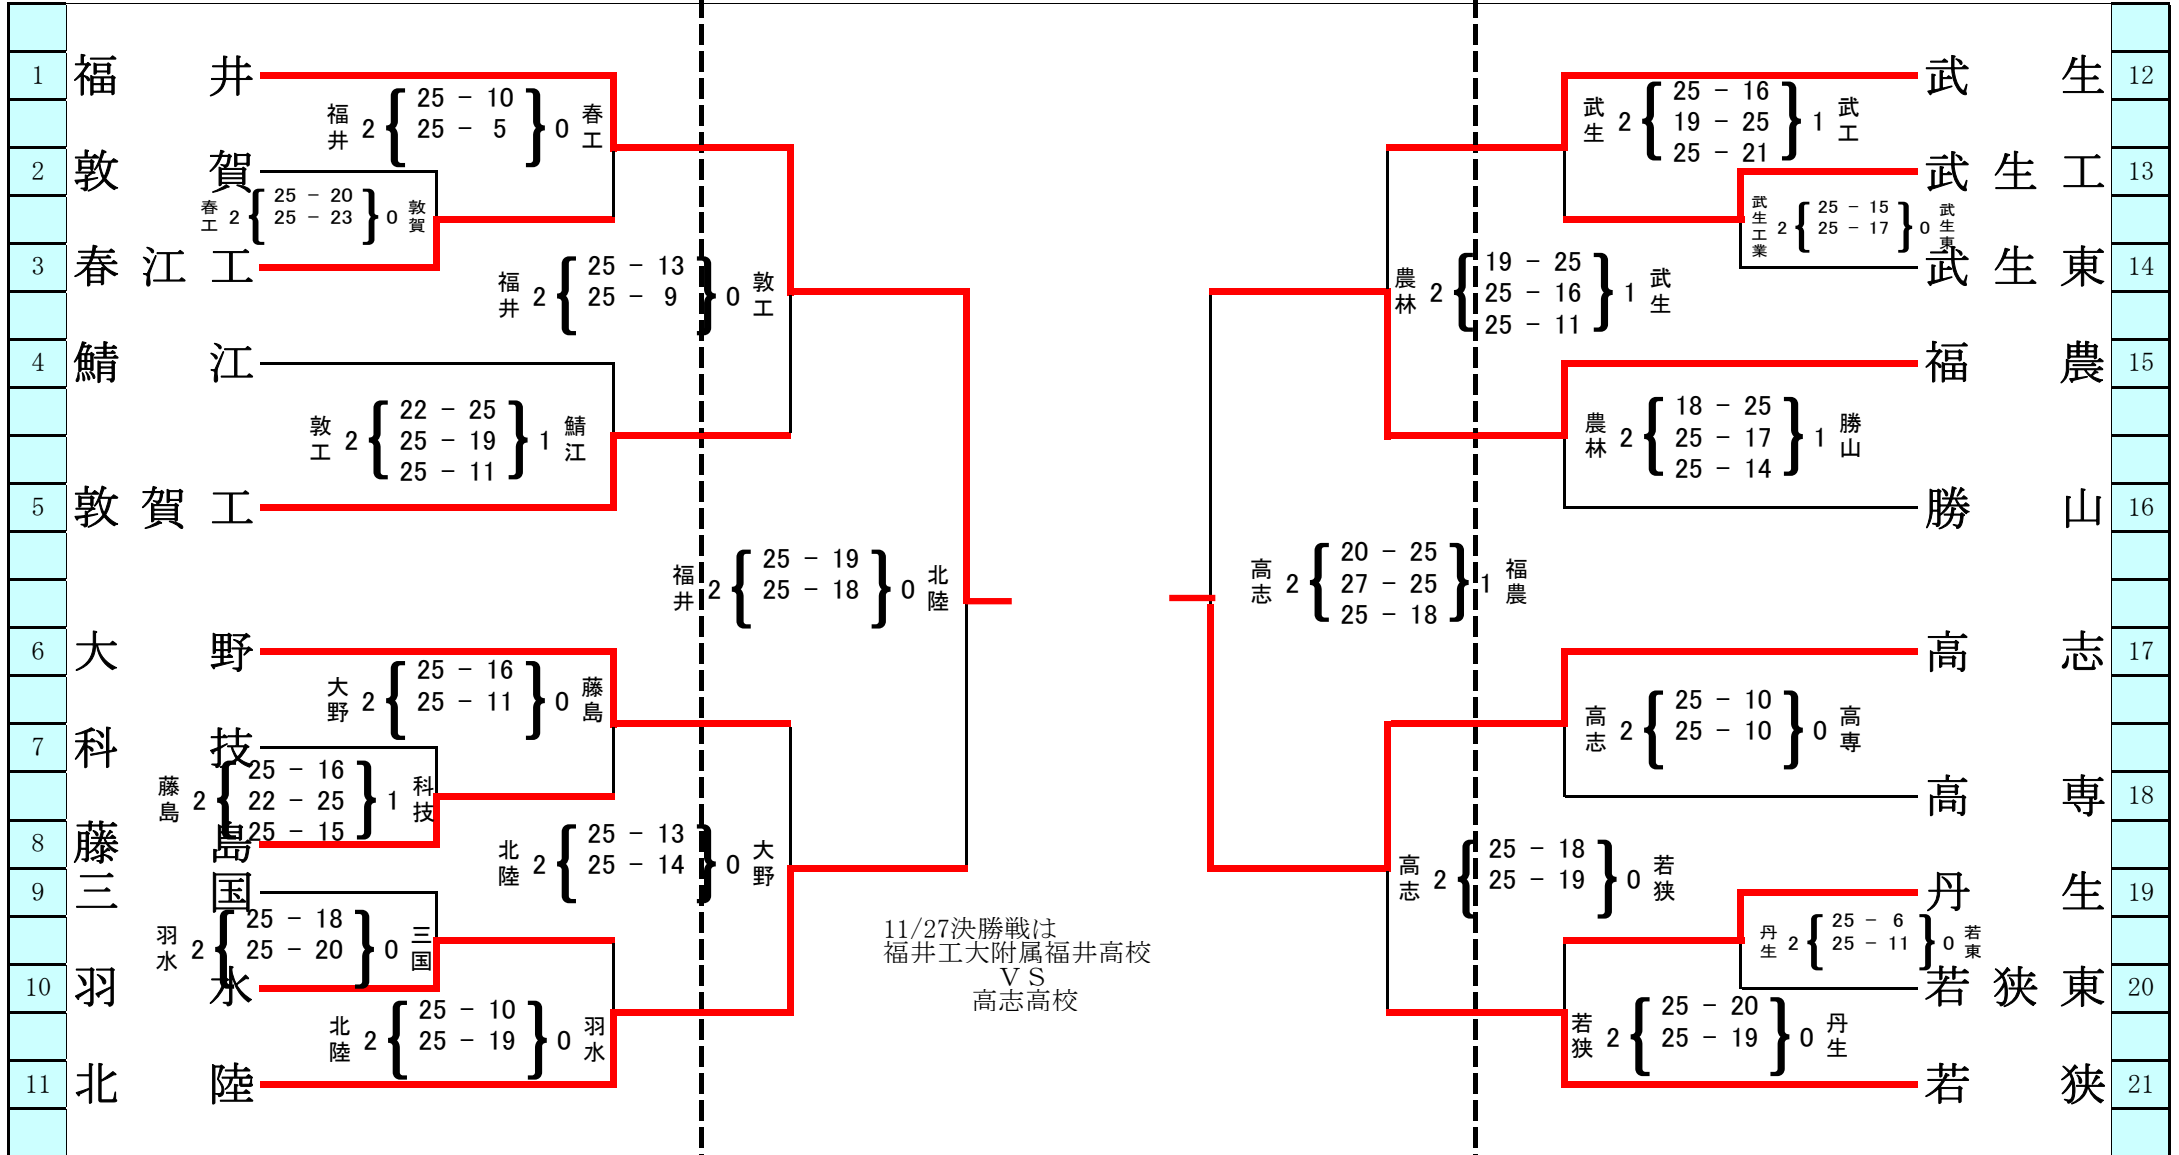 1 福井
福井 2 { 25 - 10 } 0 春工
25 - 5
2 敦賀
春工 2 { 25 - 20 } 0 敦賀
25 - 23
3 春江工
福井 2 { 25 - 13 } 0 敦工
25 - 9
4 鯖江
敦工 2 { 22 - 25 } 1 鯖江
25 - 19
25 - 11
5 敦賀工
福井 2 { 25 - 19 } 0 北陸
25 - 18
6 大野
大野 2 { 25 - 16 } 0 藤島
25 - 11
7 科技
藤島 2 { 25 - 16 } 1 科技
22 - 25
25 - 15
8 藤島
北陸 2 { 25 - 13 } 0 大野
25 - 14
9 三国
羽水 2 { 25 - 18 } 0 三国
25 - 20
10 羽水
北陸 2 { 25 - 10 } 0 羽水
25 - 19
11 北陸
11/27決勝戦は
福井工大附属福井高校
VS
高志高校
武生 12
武生 2 { 25 - 16 } 1 武工
19 - 25
25 - 21
武生工 13
武生工業 2 { 25 - 15 } 0 武生東
25 - 17
武生東 14
農林 2 { 19 - 25 } 1 武生
25 - 16
25 - 11
福農 15
農林 2 { 18 - 25 } 1 勝山
25 - 17
25 - 14
勝山 16
高志 2 { 20 - 25 } 1 福農
27 - 25
25 - 18
高志 17
高志 2 { 25 - 10 } 0 高専
25 - 10
高専 18
高志 2 { 25 - 18 } 0 若狭
25 - 19
丹生 19
丹生 2 { 25 - 6 } 0 若東
25 - 11
若狭東 20
若狭 2 { 25 - 20 } 0 丹生
25 - 19
若狭 21